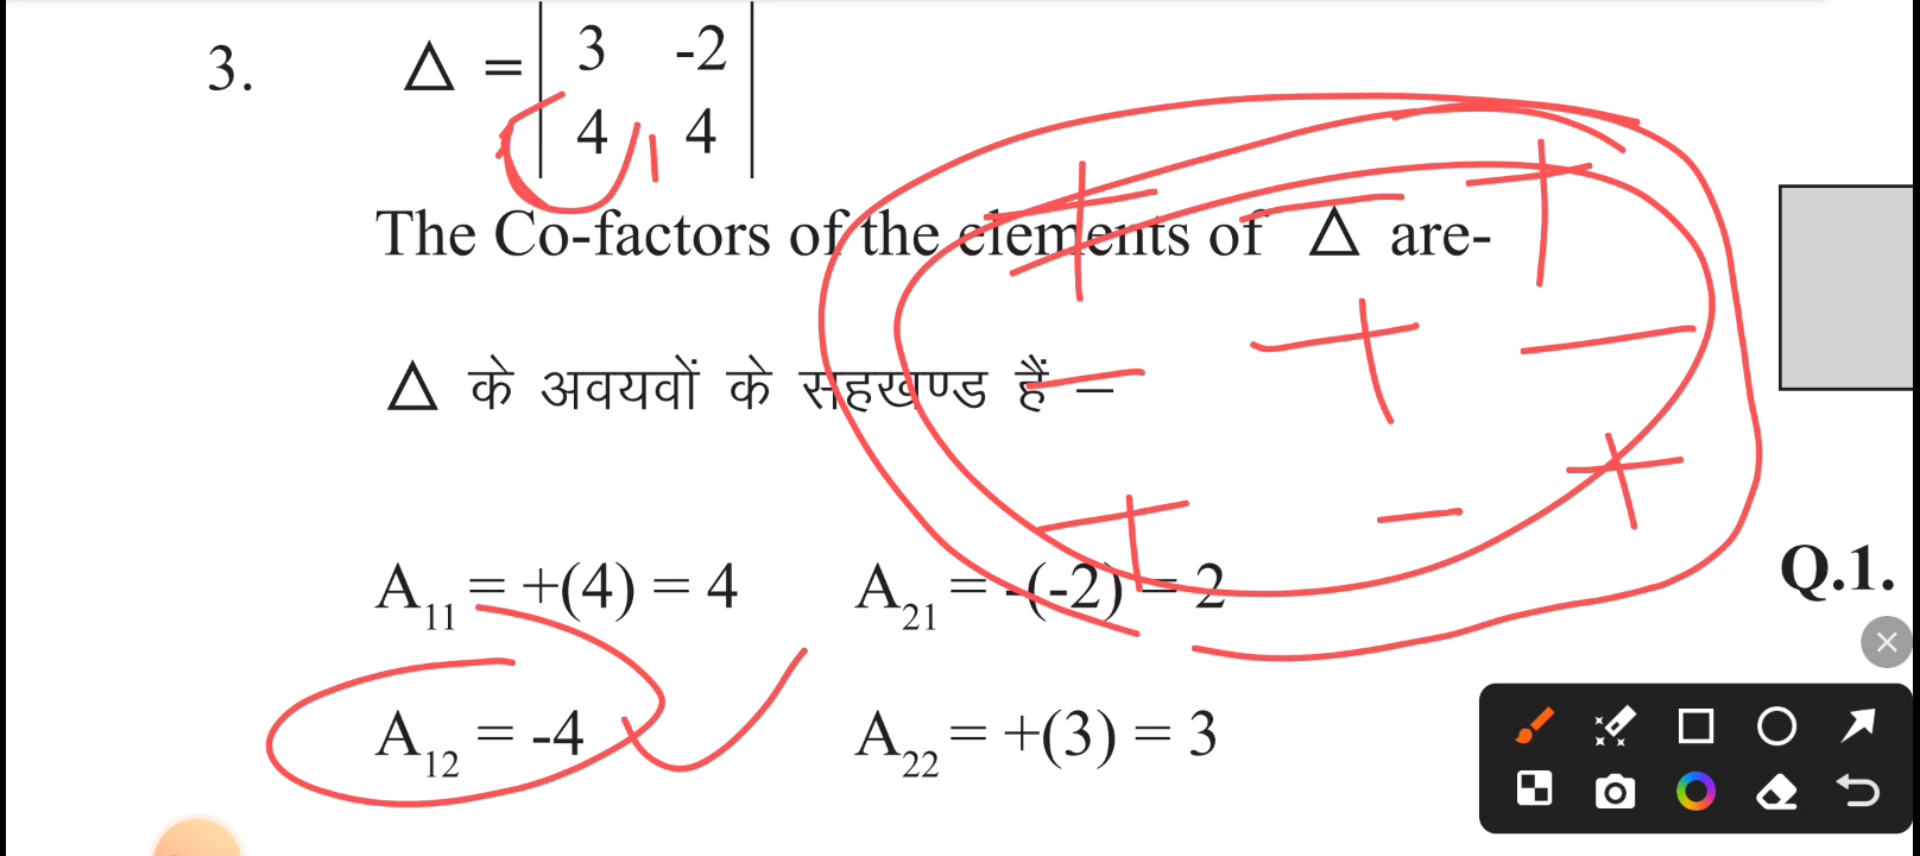 3. Δ = | 3 -2 |
| 4 4 |
The Co-factors of the elements of Δ are-
Δ के अवयवों के सहखण्ड हैं –
+ − +
− + −
+ − +
A₁₁ = +(4) = 4 A₂₁ = -(-2) = 2
Q.1.
A₁₂ = -4 A₂₂ = +(3) = 3